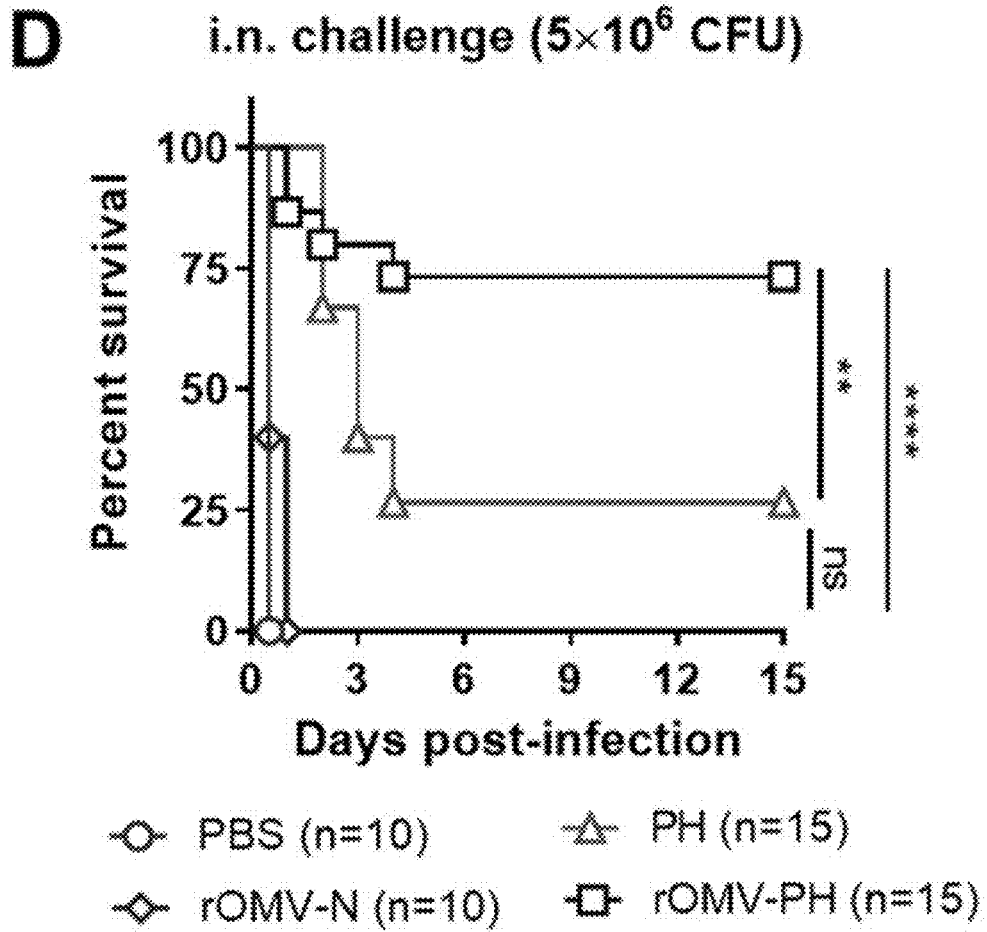 D i.n. challenge (5×10⁶ CFU)
Percent survival
100
75
50
25
0
**
****
ns
0 3 6 9 12 15
Days post-infection
PBS (n=10) PH (n=15)
rOMV-N (n=10) rOMV-PH (n=15)